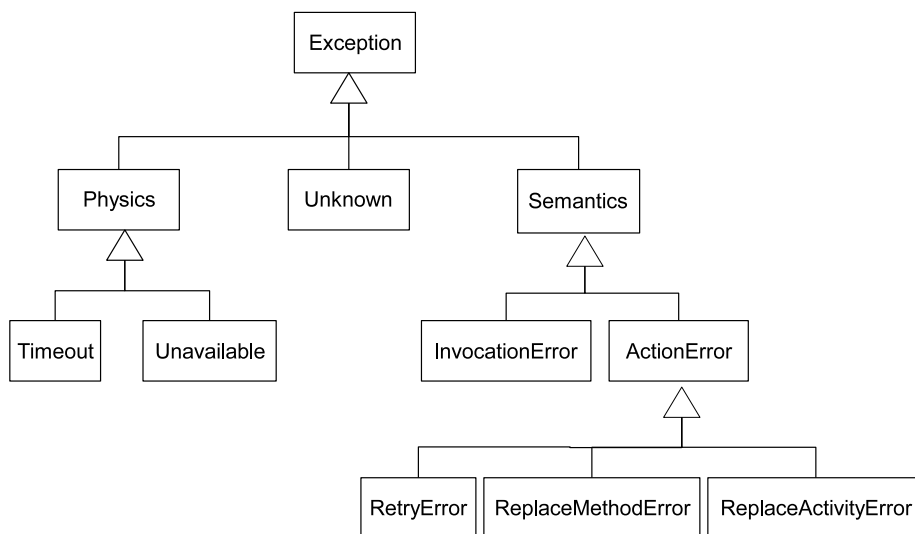 Exception
Physics
Unknown
Semantics
Timeout
Unavailable
InvocationError
ActionError
RetryError
ReplaceMethodError
ReplaceActivityError